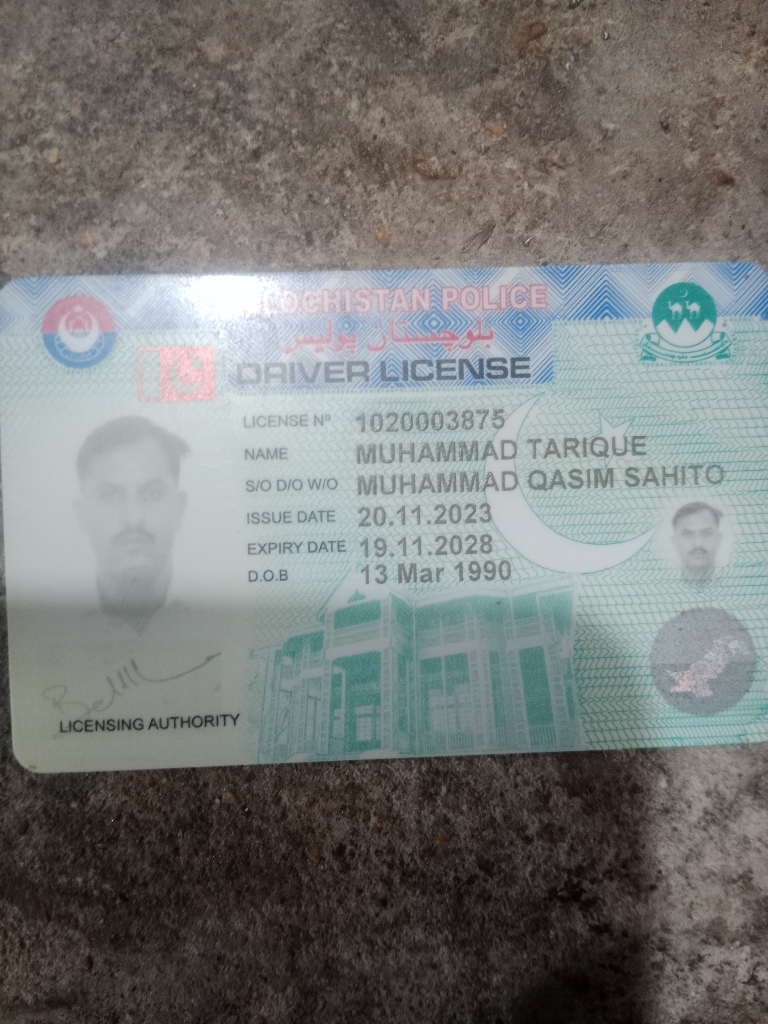 BALOCHISTAN POLICE
بلوچستان پولیس
DRIVER LICENSE
LICENSE Nº 1020003875
NAME MUHAMMAD TARIQUE
S/O D/O W/O MUHAMMAD QASIM SAHITO
ISSUE DATE 20.11.2023
EXPIRY DATE 19.11.2028
D.O.B 13 Mar 1990
LICENSING AUTHORITY